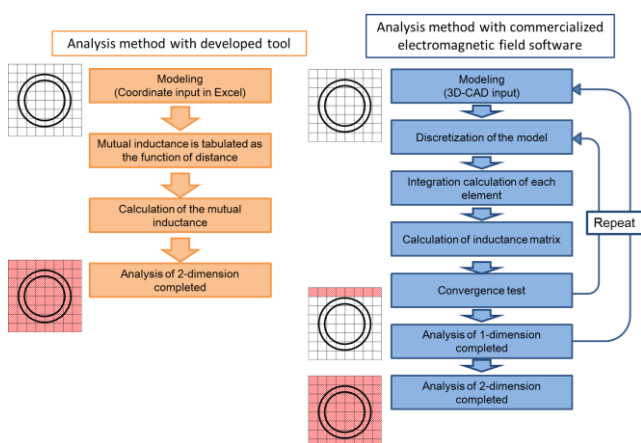 Analysis method with developed tool
Modeling
(Coordinate input in Excel)
Mutual inductance is tabulated as
the function of distance
Calculation of the mutual
inductance
Analysis of 2-dimension
completed
Analysis method with commercialized
electromagnetic field software
Modeling
(3D-CAD input)
Discretization of the model
Integration calculation of each
element
Calculation of inductance matrix
Convergence test
Analysis of 1-dimension
completed
Analysis of 2-dimension
completed
Repeat